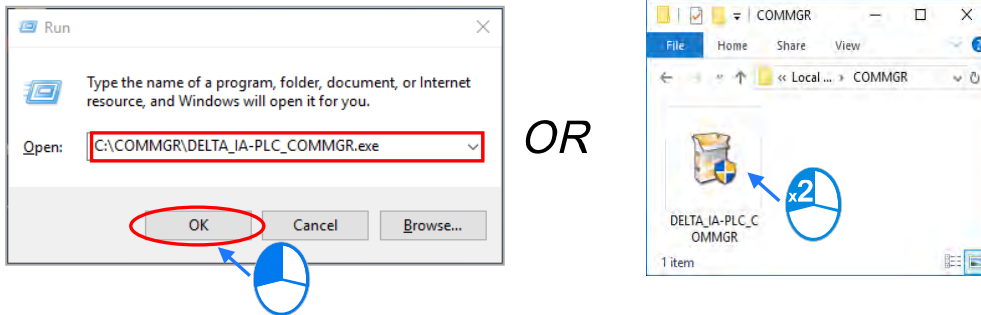 Run
Type the name of a program, folder, document, or Internet
resource, and Windows will open it for you.
Open: C:\COMMGR\DELTA_IA-PLC_COMMGR.exe
OK Cancel Browse...
OR
COMMGR
File Home Share View
« Local ... › COMMGR
x2
DELTA_IA-PLC_C
OMMGR
1 item